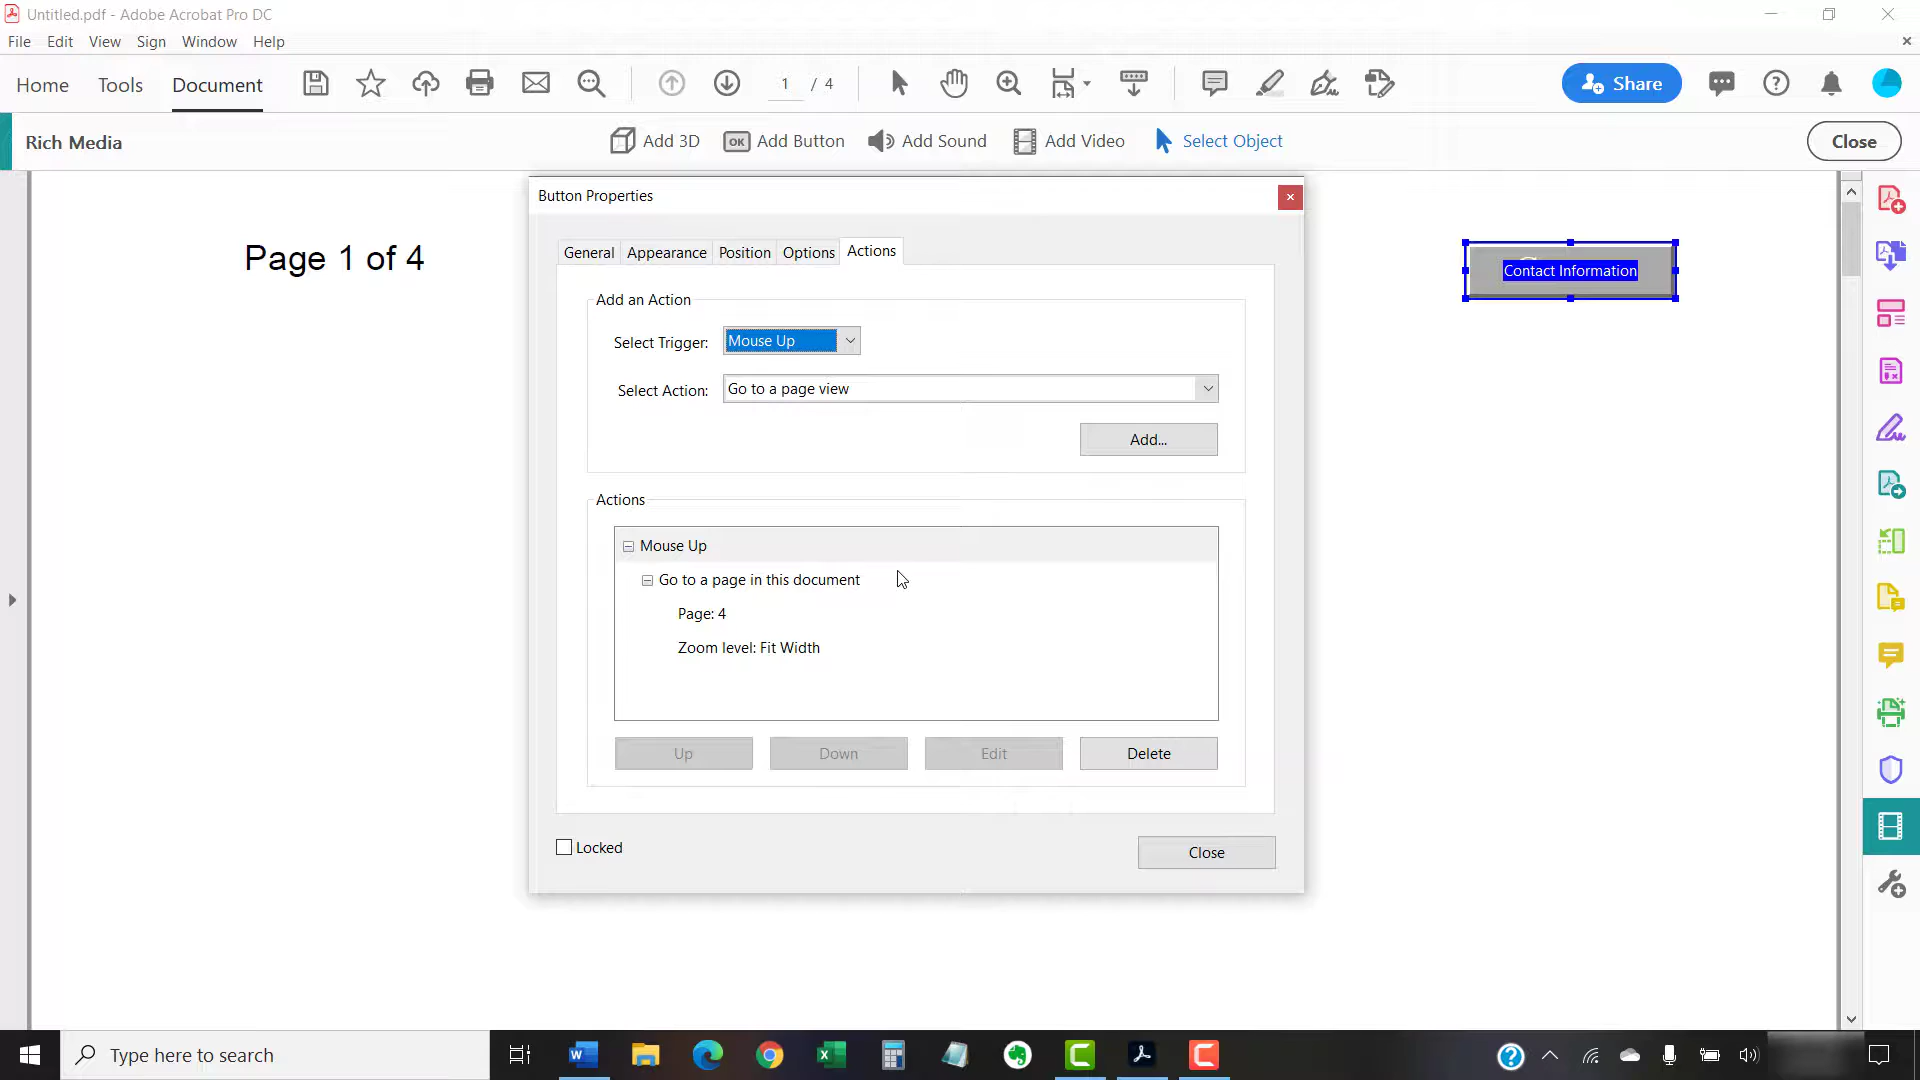 Untitled.pdf - Adobe Acrobat Pro DC
File Edit View Sign Window Help
Home Tools Document 1 / 4 Share
Rich Media Add 3D OK Add Button Add Sound Add Video Select Object Close
Button Properties
General Appearance Position Options Actions
Page 1 of 4
Contact Information
Add an Action
Select Trigger: Mouse Up
Select Action: Go to a page view
Add...
Actions
Mouse Up
Go to a page in this document
Page: 4
Zoom level: Fit Width
Up Down Edit Delete
Locked
Close
Type here to search